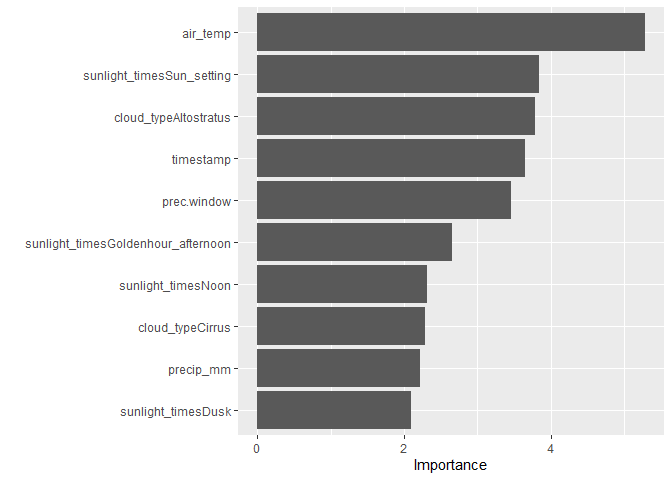 air_temp
sunlight_timesSun_setting
cloud_typeAltostratus
timestamp
prec.window
sunlight_timesGoldenhour_afternoon
sunlight_timesNoon
cloud_typeCirrus
precip_mm
sunlight_timesDusk
0 2 4
Importance